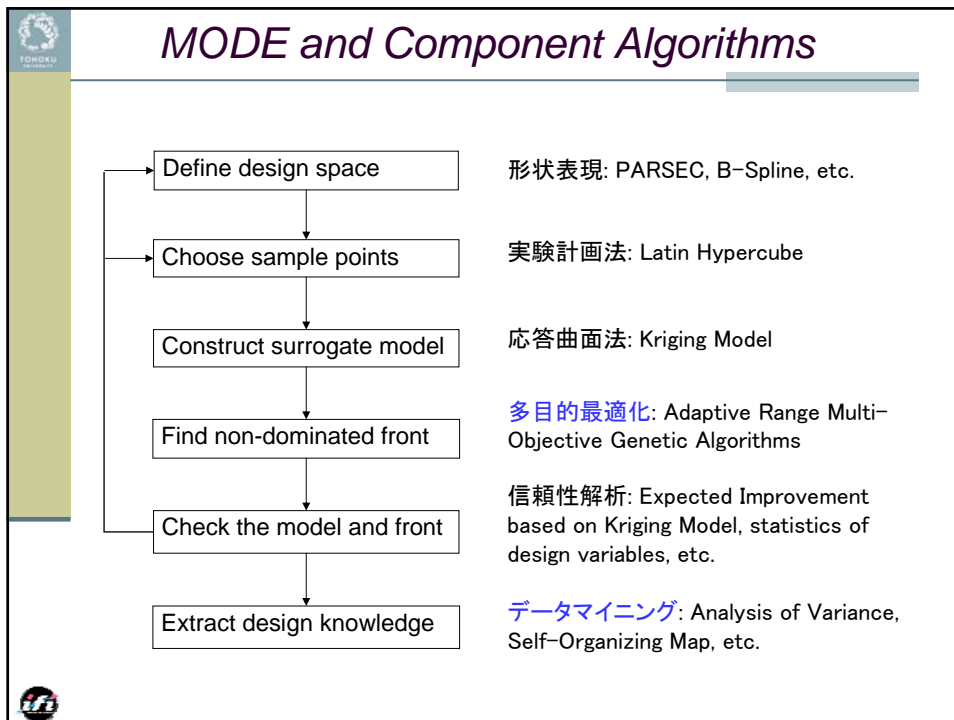 TOHOKU
UNIVERSITY
MODE and Component Algorithms
Define design space
形状表現: PARSEC, B-Spline, etc.
Choose sample points
実験計画法: Latin Hypercube
Construct surrogate model
応答曲面法: Kriging Model
Find non-dominated front
多目的最適化: Adaptive Range Multi-
Objective Genetic Algorithms
Check the model and front
信頼性解析: Expected Improvement
based on Kriging Model, statistics of
design variables, etc.
Extract design knowledge
データマイニング: Analysis of Variance,
Self-Organizing Map, etc.
ifi